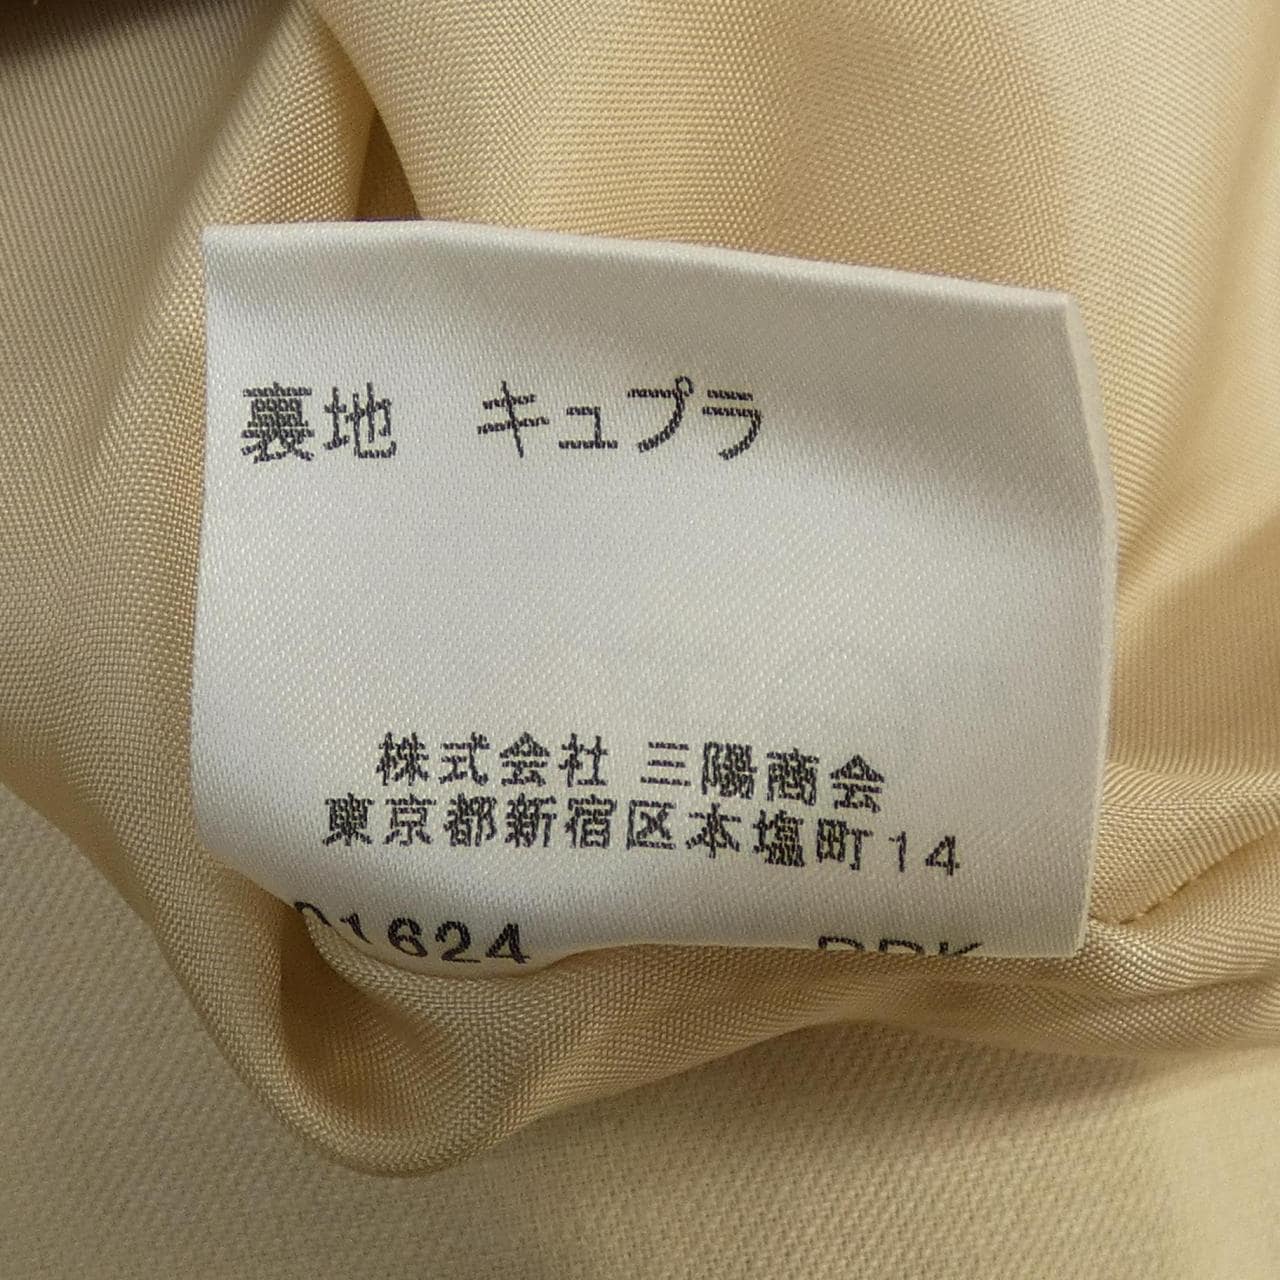 裏地　キュプラ
株式会社 三陽商会
東京都新宿区本塩町14